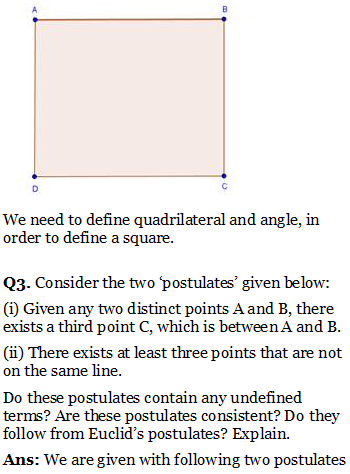 A B
D C
We need to define quadrilateral and angle, in
order to define a square.
Q3. Consider the two ‘postulates’ given below:
(i) Given any two distinct points A and B, there
exists a third point C, which is between A and B.
(ii) There exists at least three points that are not
on the same line.
Do these postulates contain any undefined
terms? Are these postulates consistent? Do they
follow from Euclid’s postulates? Explain.
Ans: We are given with following two postulates